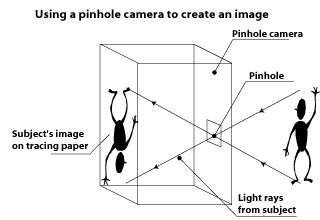 Using a pinhole camera to create an image
Pinhole camera
Pinhole
Subject's image
on tracing paper
Light rays
from subject